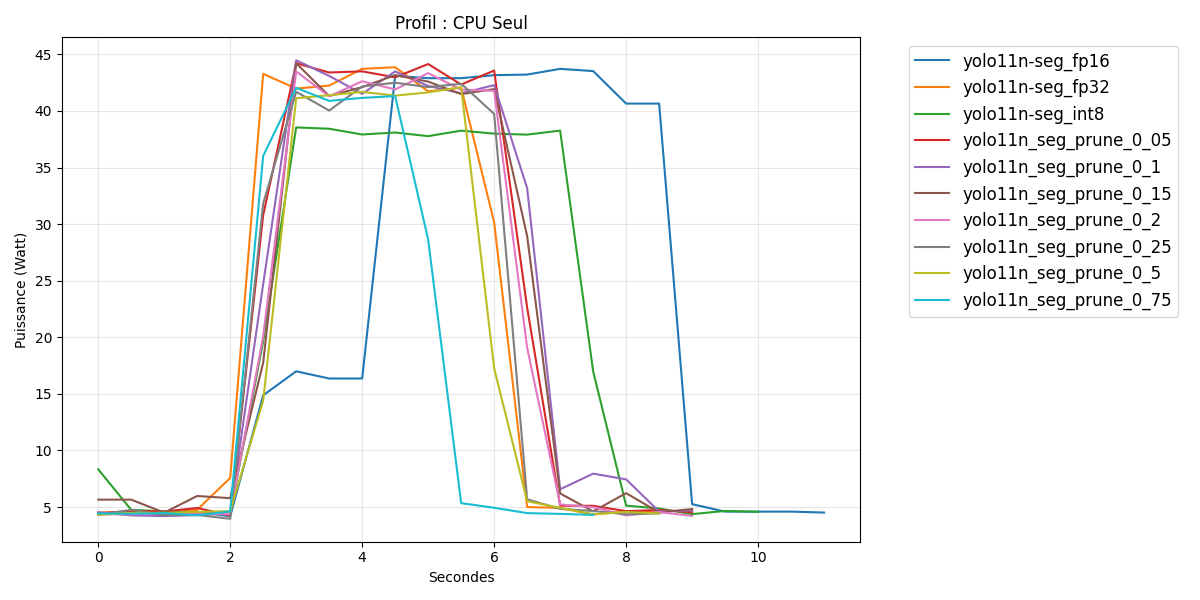 Profil : CPU Seul
Puissance (Watt)
45
40
35
30
25
20
15
10
5
0
2
4
6
8
10
Secondes
yolo11n-seg_fp16
yolo11n-seg_fp32
yolo11n-seg_int8
yolo11n_seg_prune_0_05
yolo11n_seg_prune_0_1
yolo11n_seg_prune_0_15
yolo11n_seg_prune_0_2
yolo11n_seg_prune_0_25
yolo11n_seg_prune_0_5
yolo11n_seg_prune_0_75